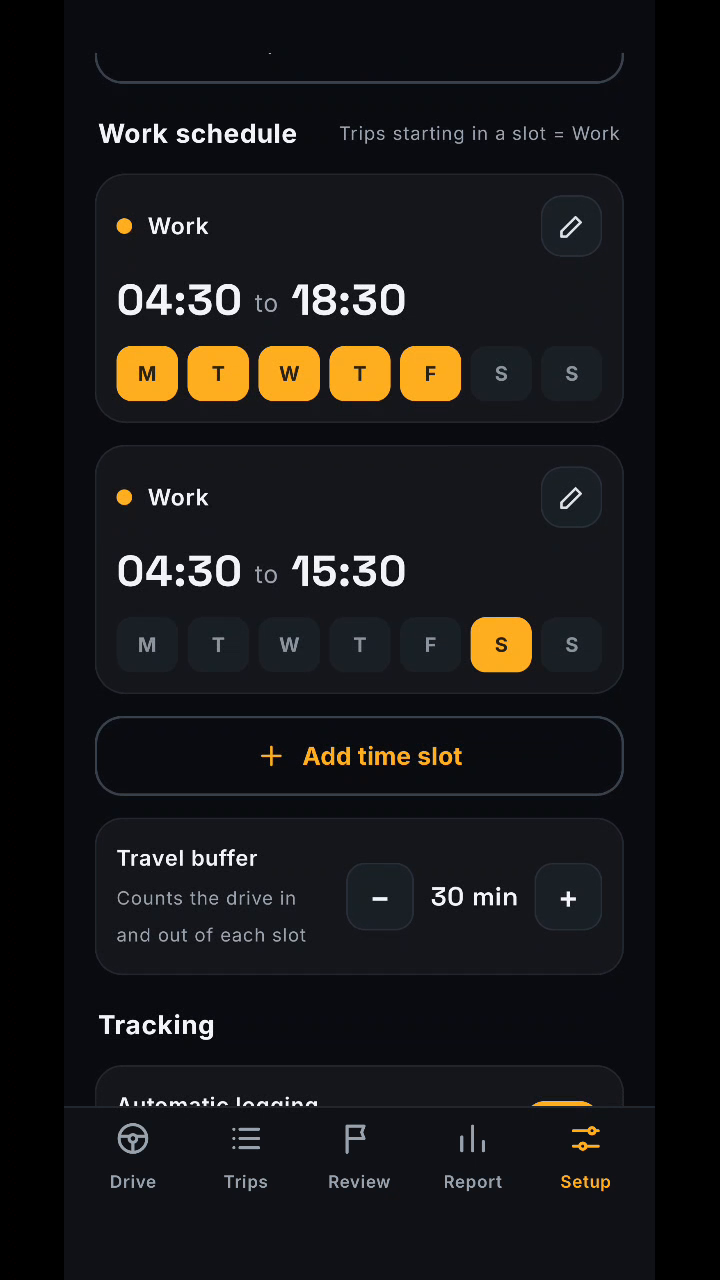 Work schedule
Trips starting in a slot = Work
Work
04:30 to 18:30
M T W T F S S
Work
04:30 to 15:30
M T W T F S S
+ Add time slot
Travel buffer
Counts the drive in
and out of each slot
− 30 min +
Tracking
Automatic logging
Drive Trips Review Report Setup